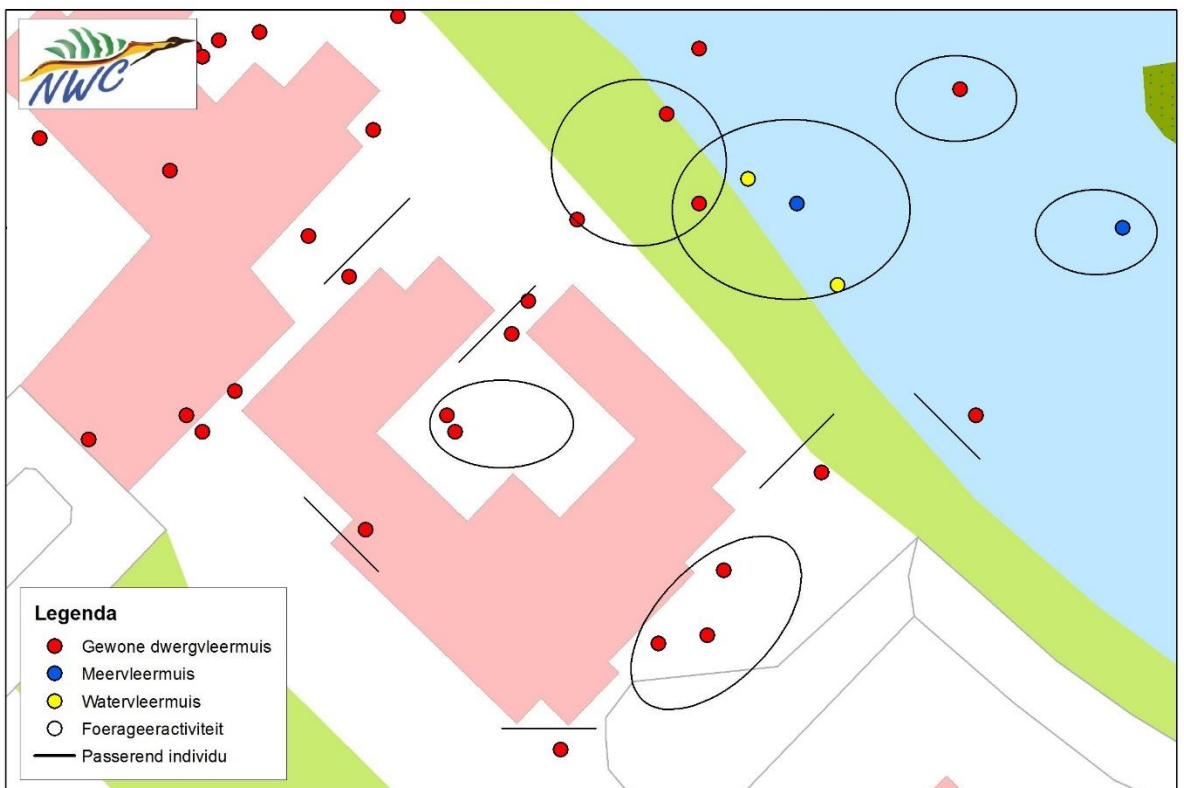 NWC
Legenda
Gewone dwergvleermuis
Meervleermuis
Watervleermuis
Foerageeractiviteit
Passerend individu